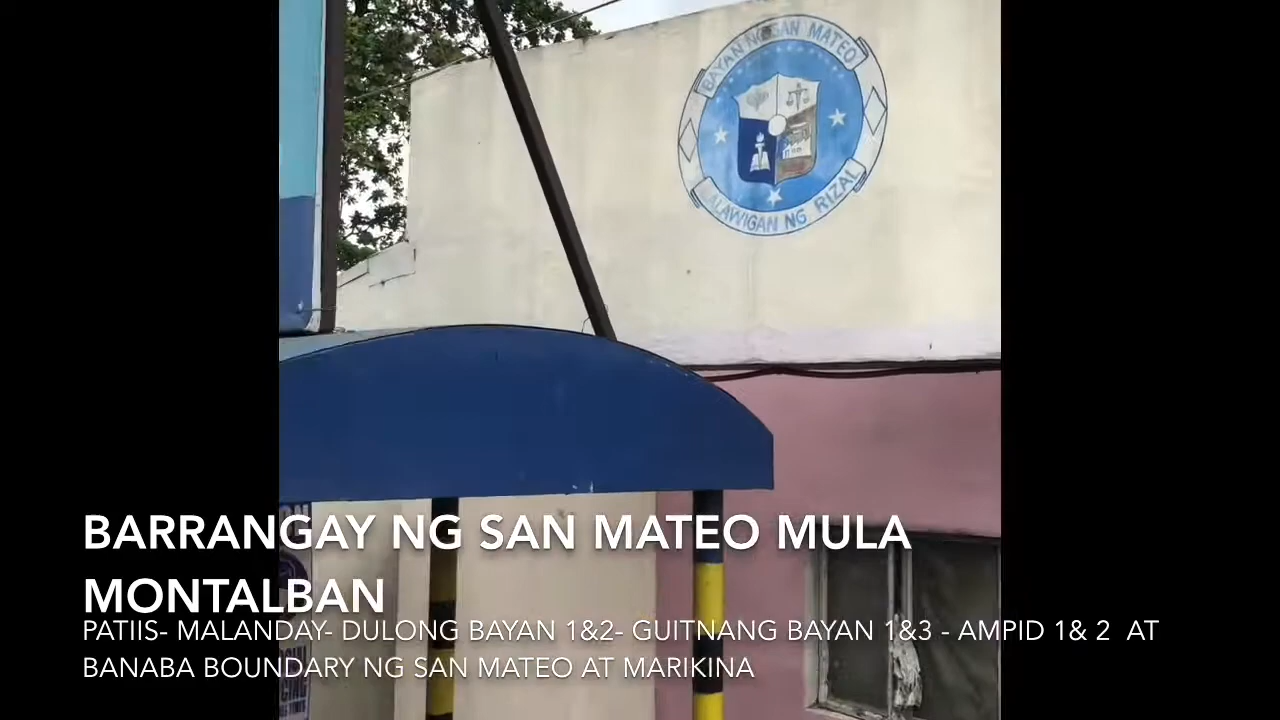 BAYAN NG SAN MATEO
LALAWIGAN NG RIZAL
BARRANGAY NG SAN MATEO MULA
MONTALBAN
PATIIS- MALANDAY- DULONG BAYAN 1&2- GUITNANG BAYAN 1&3 - AMPID 1& 2 AT
BANABA BOUNDARY NG SAN MATEO AT MARIKINA